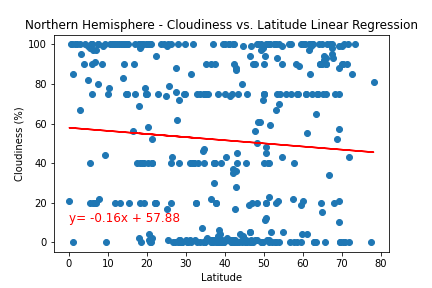 Northern Hemisphere - Cloudiness vs. Latitude Linear Regression
100
80
60
40
20
0
Cloudiness (%)
y= -0.16x + 57.88
0 10 20 30 40 50 60 70 80
Latitude